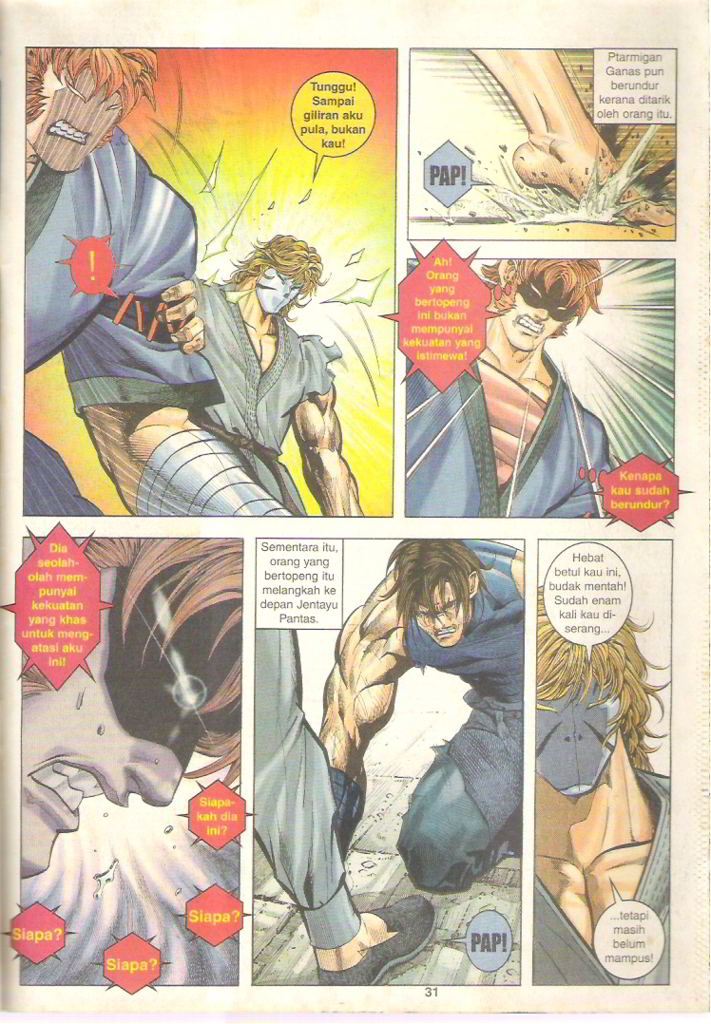 Tunggu!
Sampai
giliran aku
pula, bukan
kau!
!
Ptarmigan
Ganas pun
berundur
kerana ditarik
oleh orang itu.
PAP!
Ah!
Orang
yang
bertopeng
ini bukan
mempunyai
kekuatan yang
istimewa!
Kenapa
kau sudah
berundur?
Dia
seolah-
olah mem-
punyai
kekuatan
yang khas
untuk meng-
atasi aku
ini!
Siapa-
kah dia
ini?
Siapa?
Siapa?
Siapa?
Sementara itu,
orang yang
bertopeng itu
melangkah ke
depan Jentayu
Pantas.
PAP!
Hebat
betul kau ini,
budak mentah!
Sudah enam
kali kau di-
serang...
...tetapi
masih
belum
mampus!
31